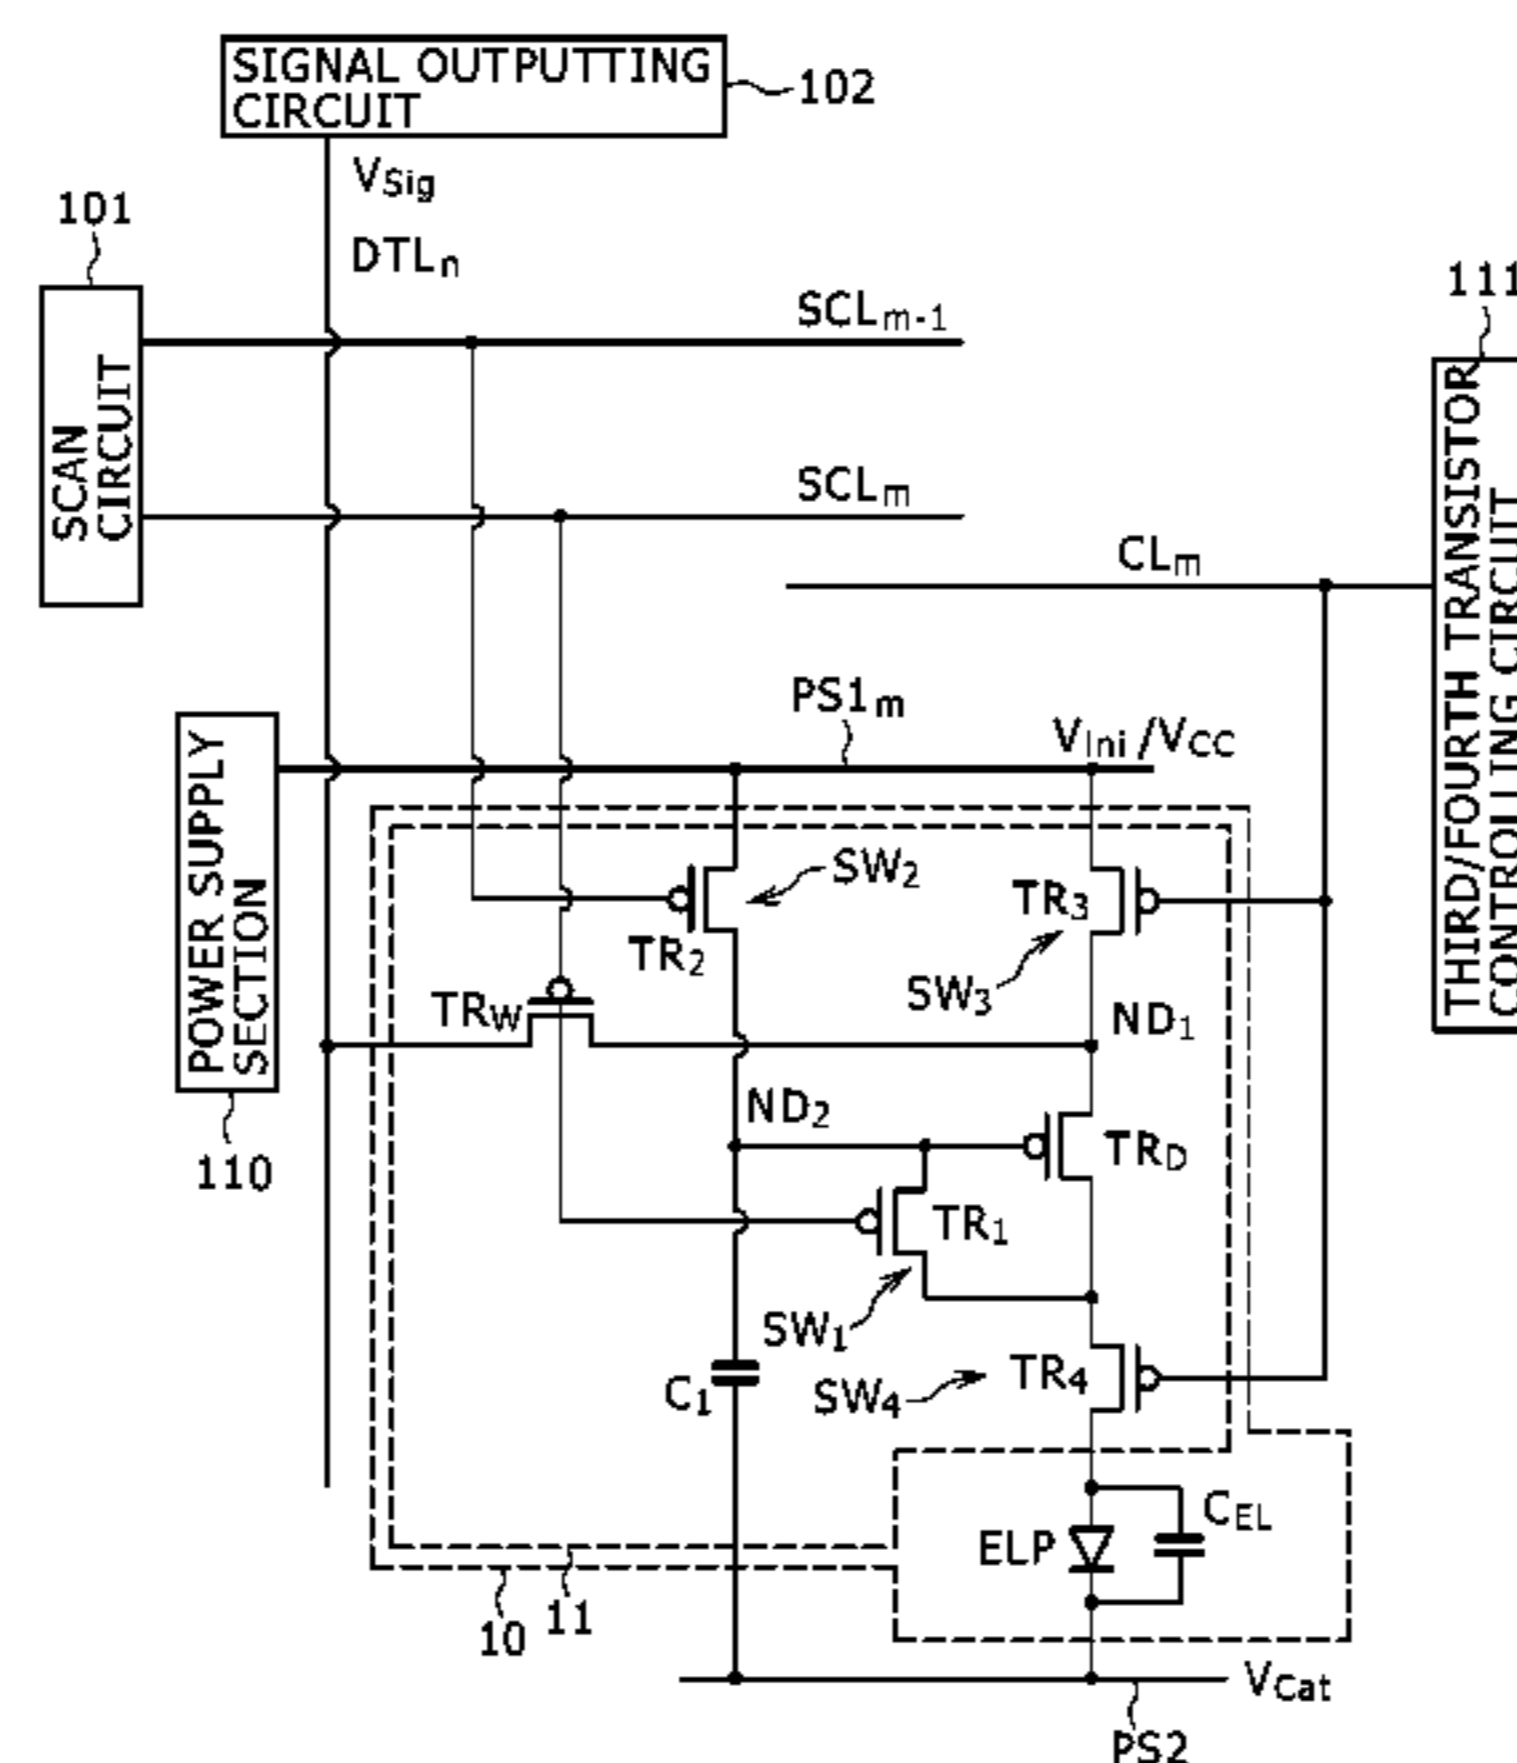 SIGNAL OUTPUTTING
CIRCUIT
102
VSig
101
DTLn
111
SCLm-1
SCAN
CIRCUIT
SCLm
CLm
THIRD/FOURTH TRANSISTOR
CONTROLLING CIRCUIT
PS1m
VIni /VCC
POWER SUPPLY
SECTION
SW2
TR3
TR2
SW3
TRW
ND1
ND2
TRD
110
TR1
SW1
TR4
C1
SW4
CEL
ELP
11
10
VCat
PS2